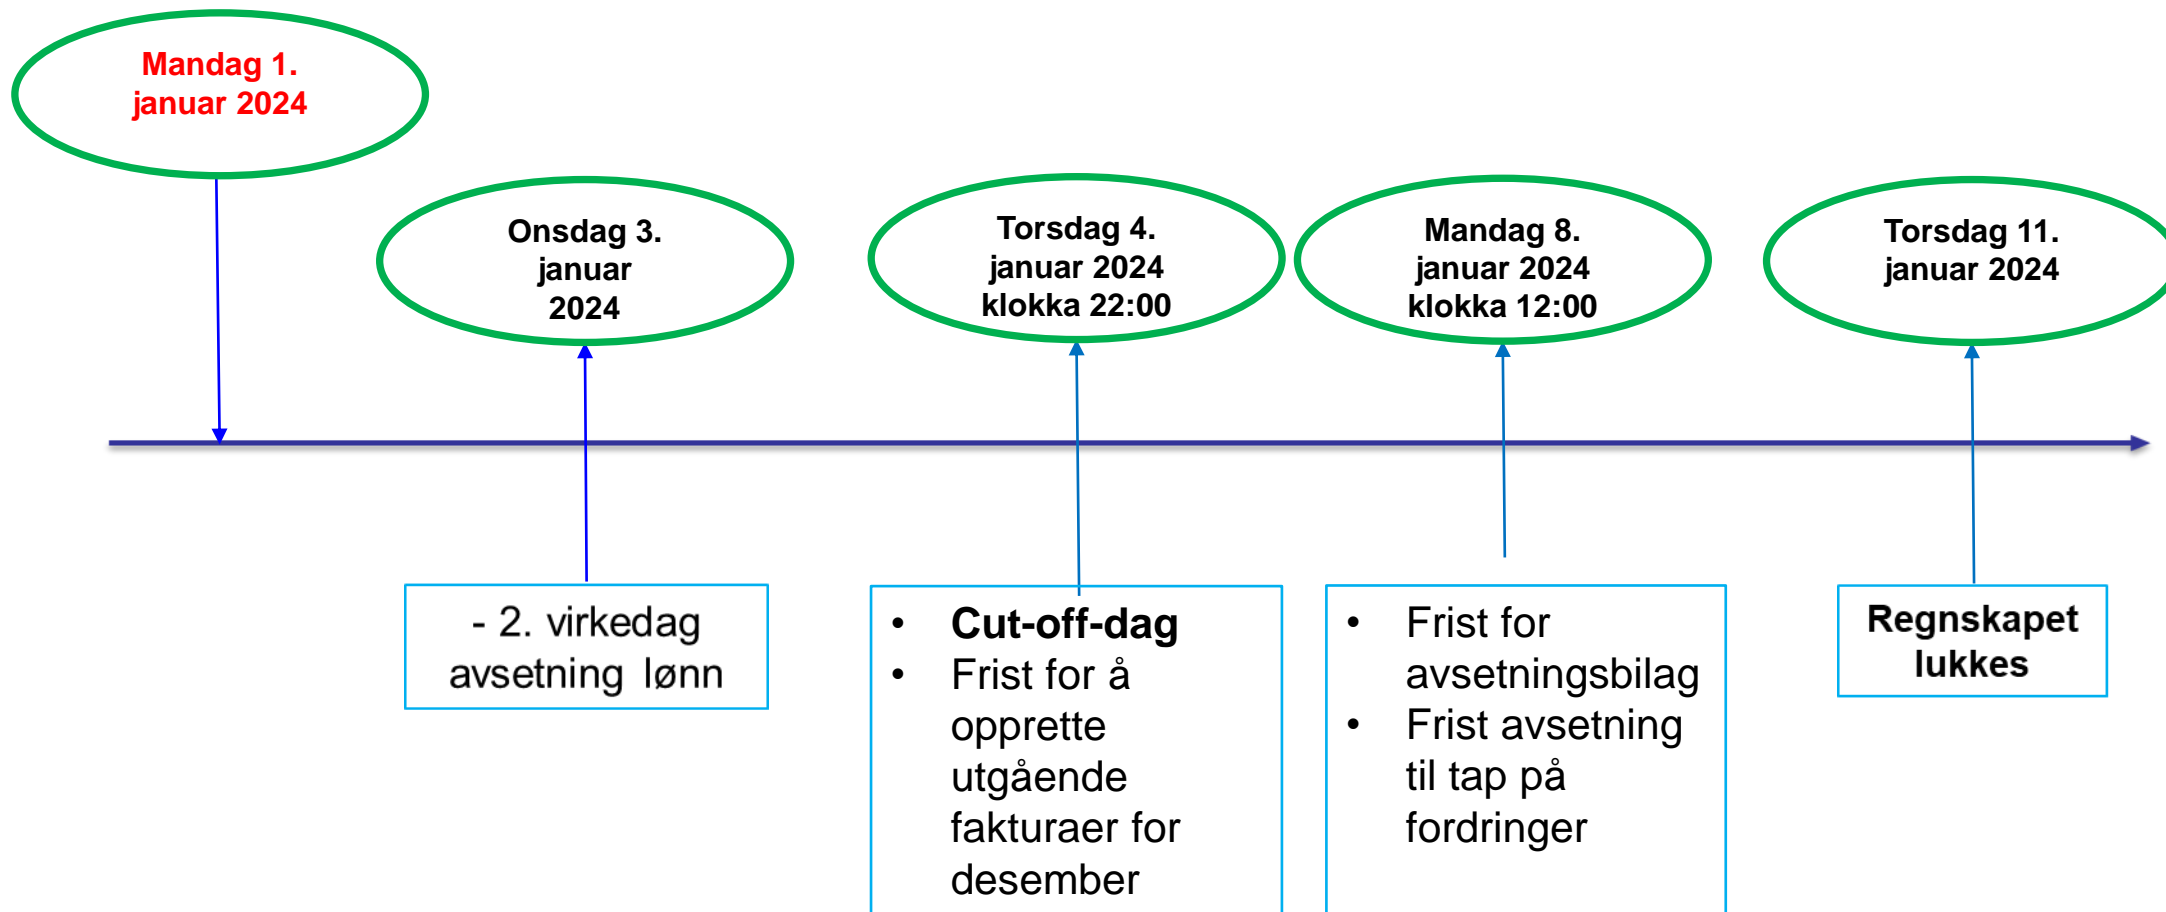 Mandag 1.
januar 2024
Onsdag 3.
januar
2024
Torsdag 4.
januar 2024
klokka 22:00
Mandag 8.
januar 2024
klokka 12:00
Torsdag 11.
januar 2024
- 2. virkedag
avsetning lønn
• Cut-off-dag
• Frist for å
opprette
utgående
fakturaer for
desember
• Frist for
avsetningsbilag
• Frist avsetning
til tap på
fordringer
Regnskapet
lukkes